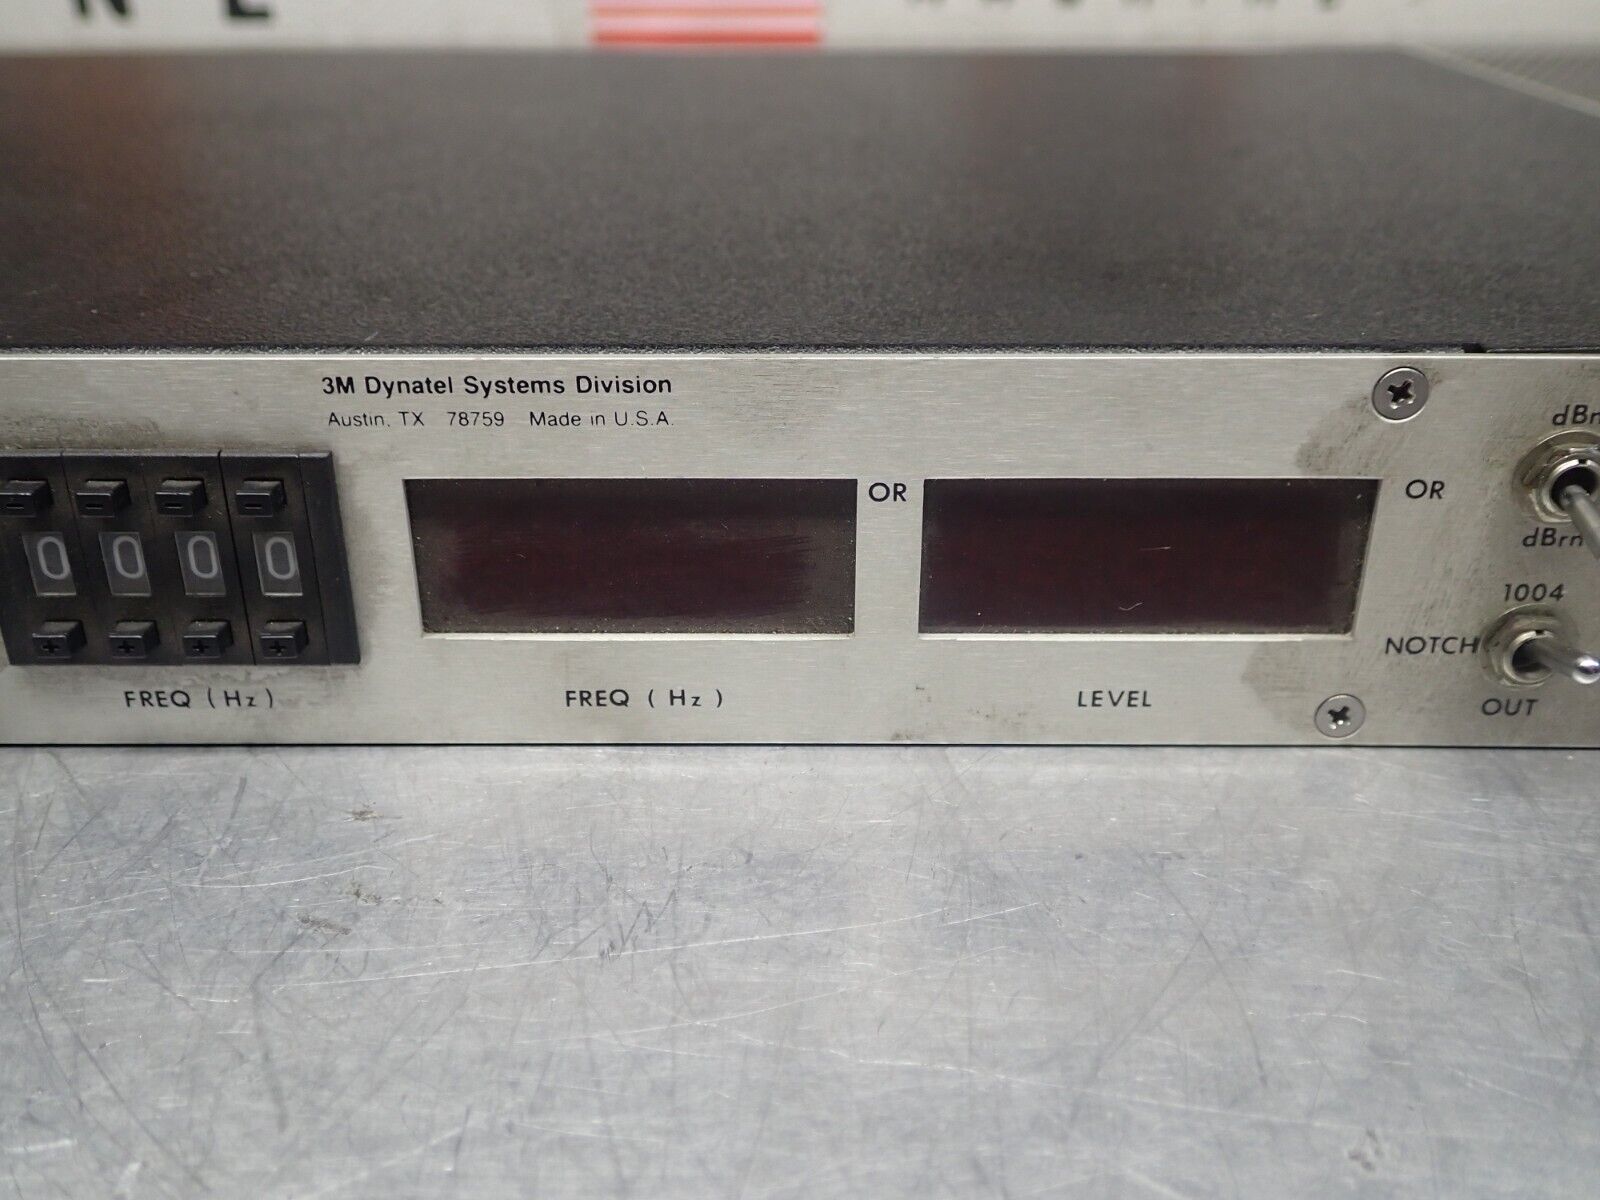 N E
3M Dynatel Systems Division
Austin, TX 78759 Made in U.S.A.
- - - -
0 0 0 0
+ + + +
FREQ (Hz)
OR
FREQ (Hz)
OR
LEVEL
dBrn
1004
NOTCH
OUT